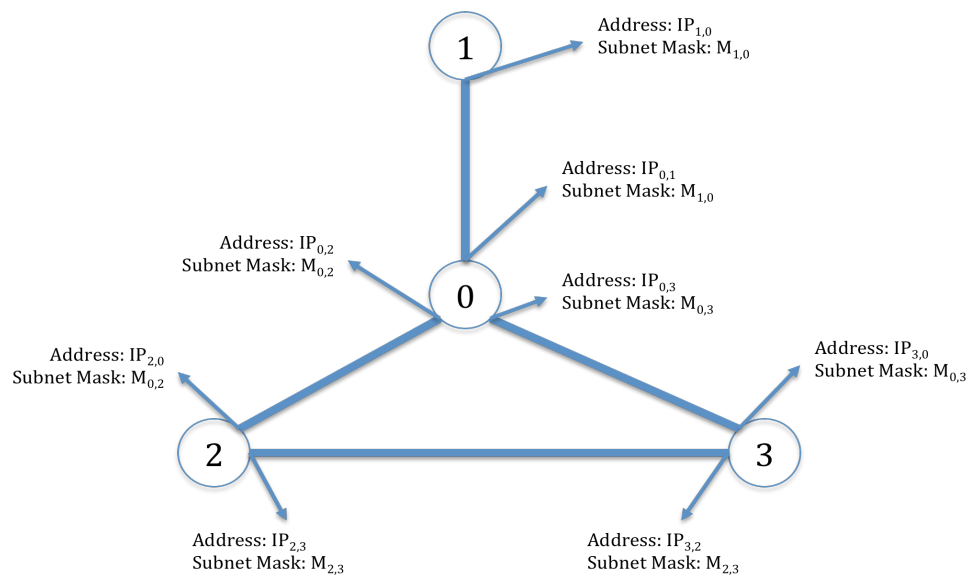 1
Address: IP1,0
Subnet Mask: M1,0
Address: IP0,1
Subnet Mask: M1,0
Address: IP0,2
Subnet Mask: M0,2
0
Address: IP0,3
Subnet Mask: M0,3
Address: IP2,0
Subnet Mask: M0,2
Address: IP3,0
Subnet Mask: M0,3
2
3
Address: IP2,3
Subnet Mask: M2,3
Address: IP3,2
Subnet Mask: M2,3